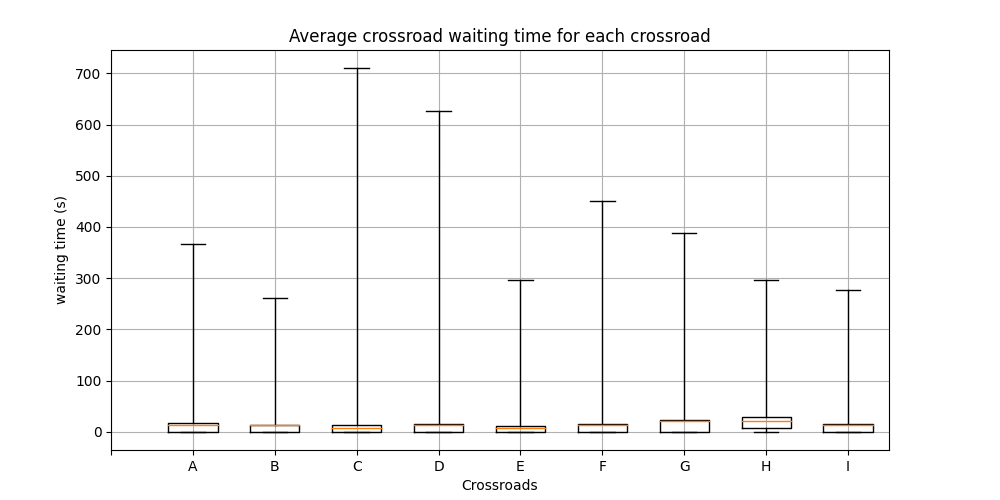 Average crossroad waiting time for each crossroad
waiting time (s)
700
600
500
400
300
200
100
0
A B C D E F G H I
Crossroads